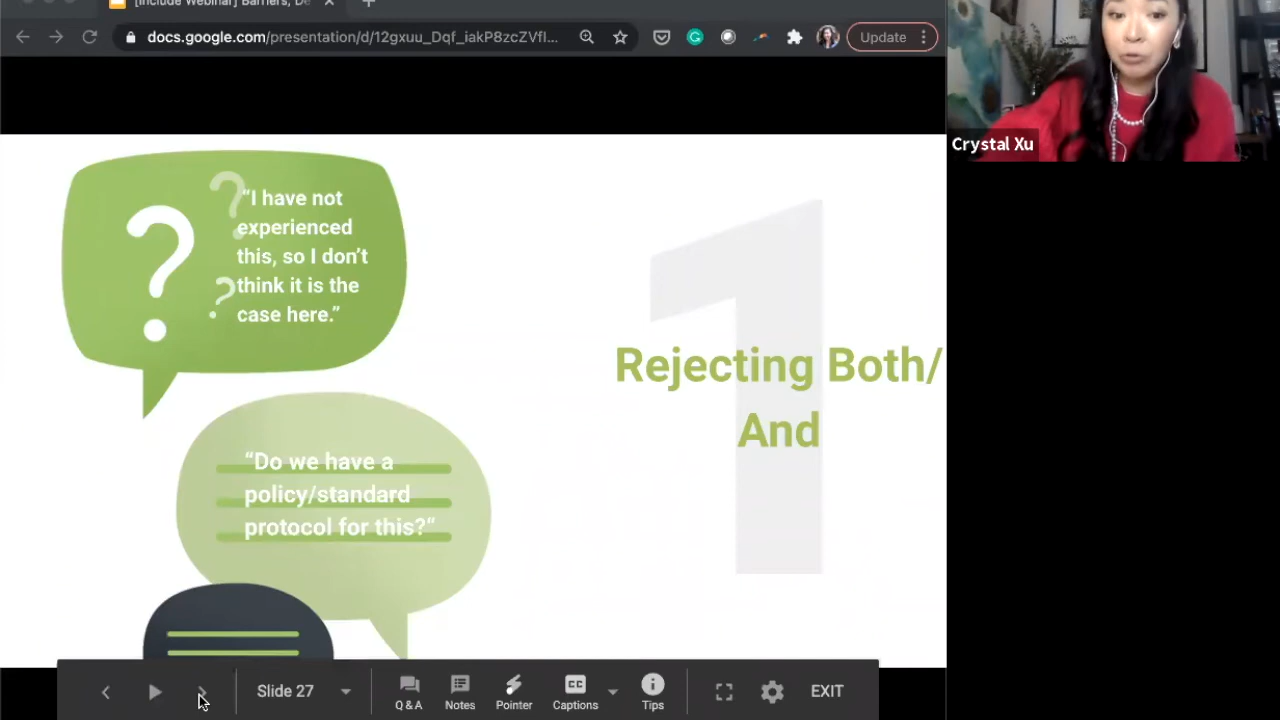 [Include Webinar] Barriers, De
docs.google.com/presentation/d/12gxuu_Dqf_iakP8zcZVfl...
Update
Crystal Xu
"I have not
experienced
this, so I don't
think it is the
case here."
1
Rejecting Both/
And
"Do we have a
policy/standard
protocol for this?"
Slide 27
Q & A
Notes
Pointer
Captions
Tips
EXIT